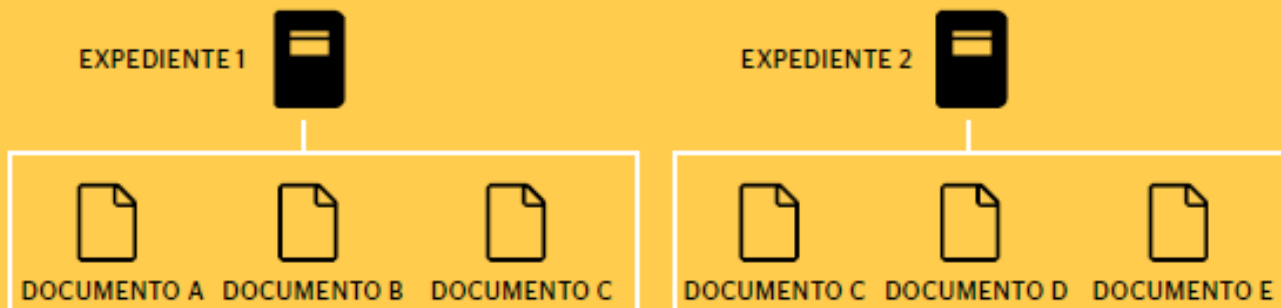 EXPEDIENTE 1
EXPEDIENTE 2
DOCUMENTO A DOCUMENTO B DOCUMENTO C
DOCUMENTO C DOCUMENTO D DOCUMENTO E